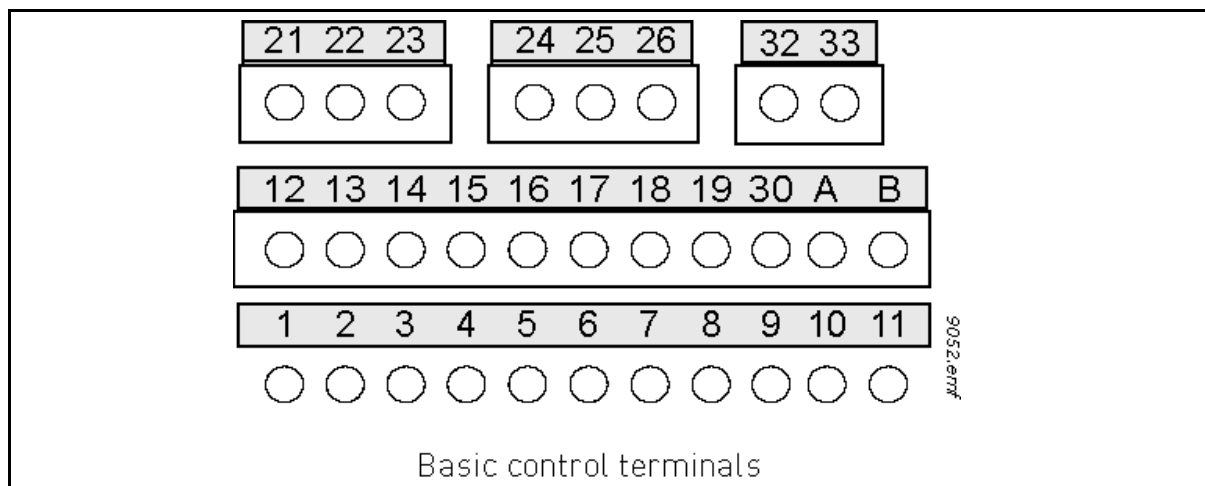 21 22 23 24 25 26 32 33
12 13 14 15 16 17 18 19 30 A B
1 2 3 4 5 6 7 8 9 10 11
9052.emf
Basic control terminals